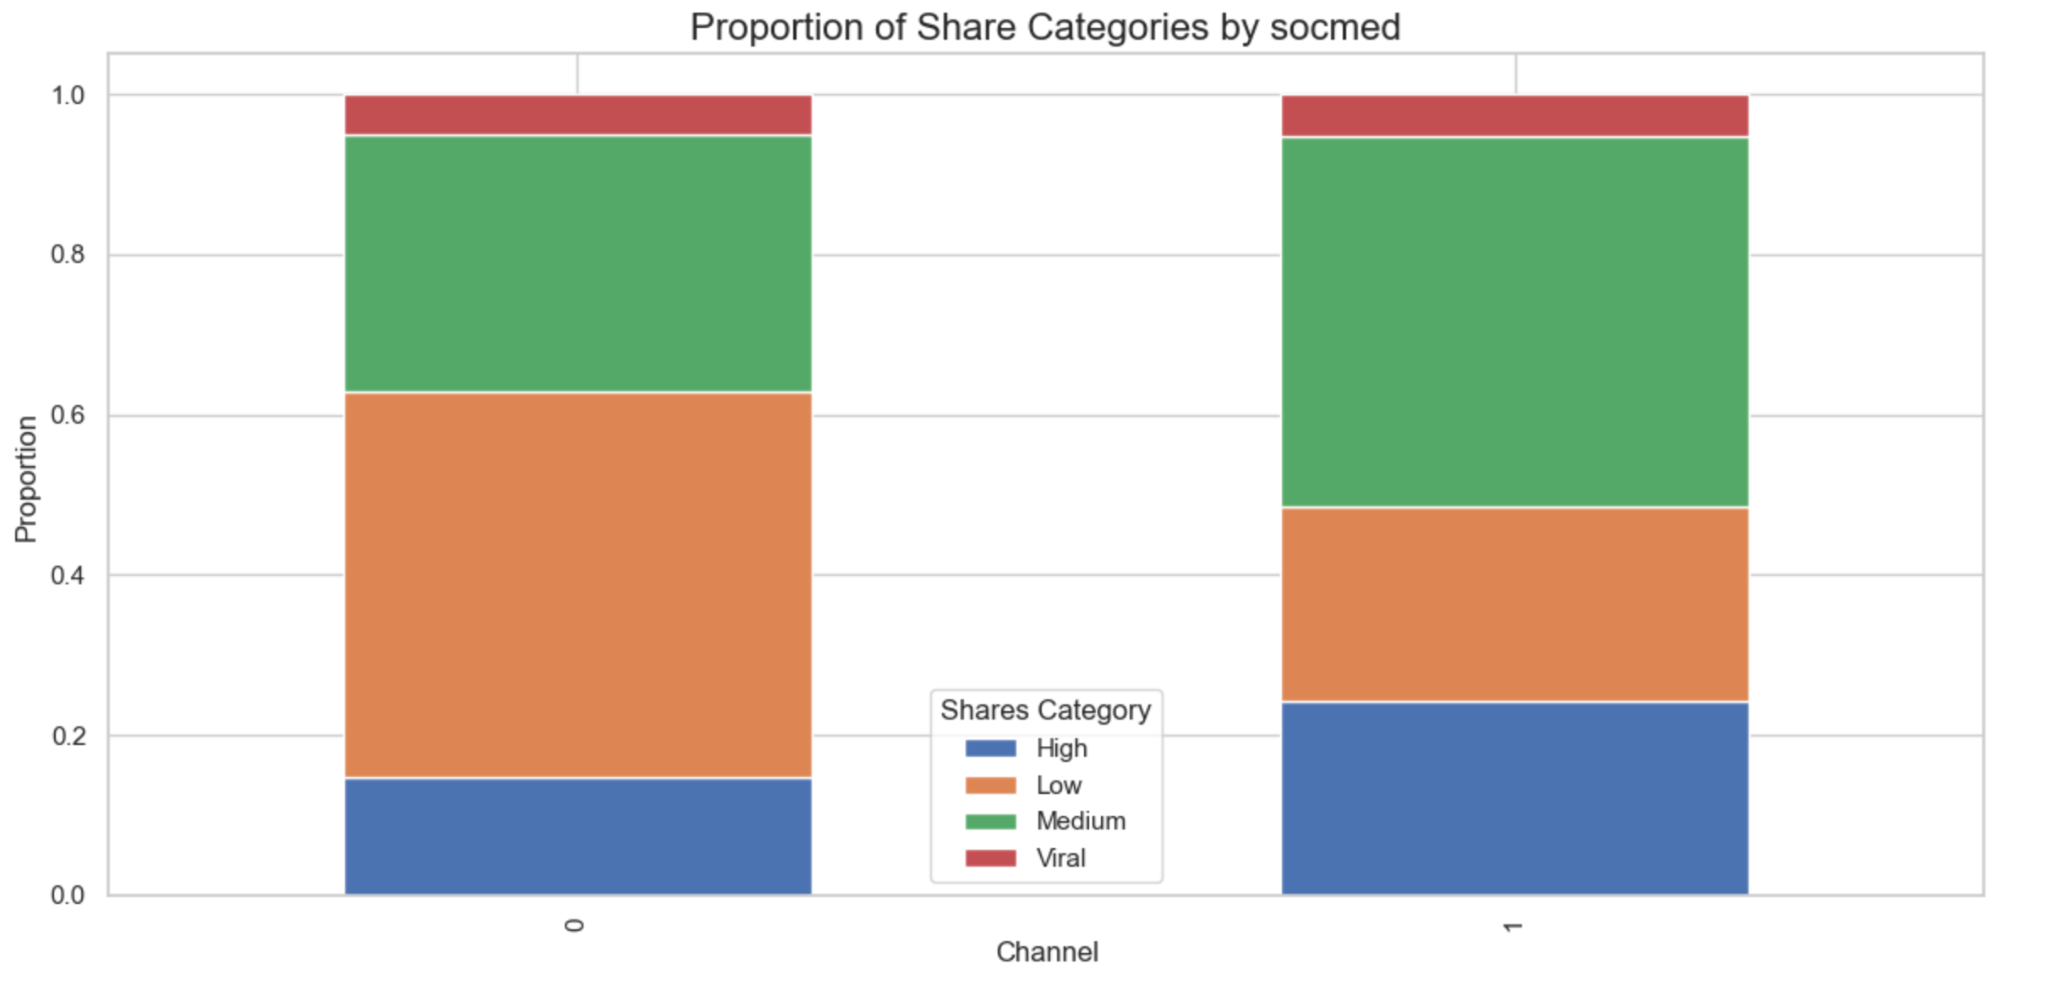 Proportion of Share Categories by socmed
1.0
0.8
0.6
0.4
0.2
0.0
Proportion
Shares Category
High
Low
Medium
Viral
0
1
Channel